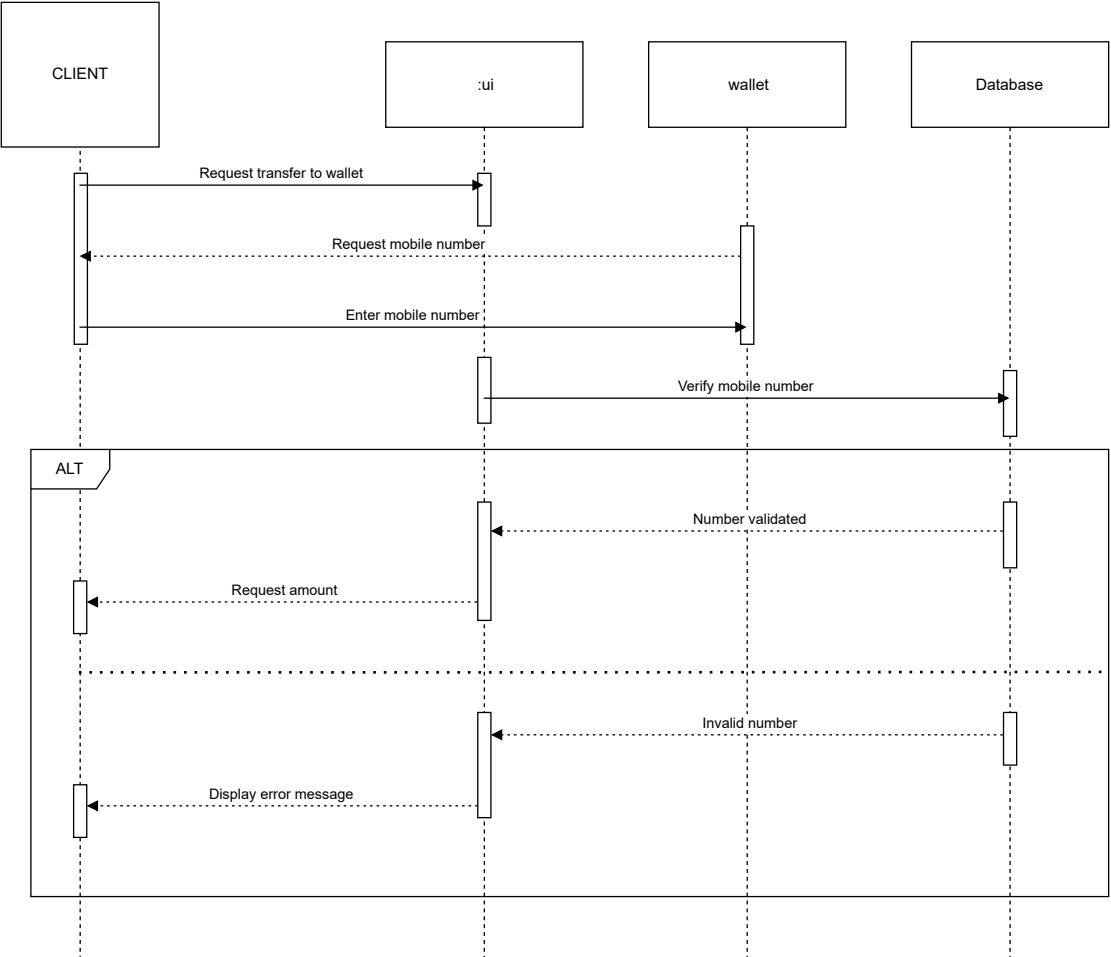 CLIENT
:ui
wallet
Database
Request transfer to wallet
Request mobile number
Enter mobile number
Verify mobile number
ALT
Number validated
Request amount
Invalid number
Display error message